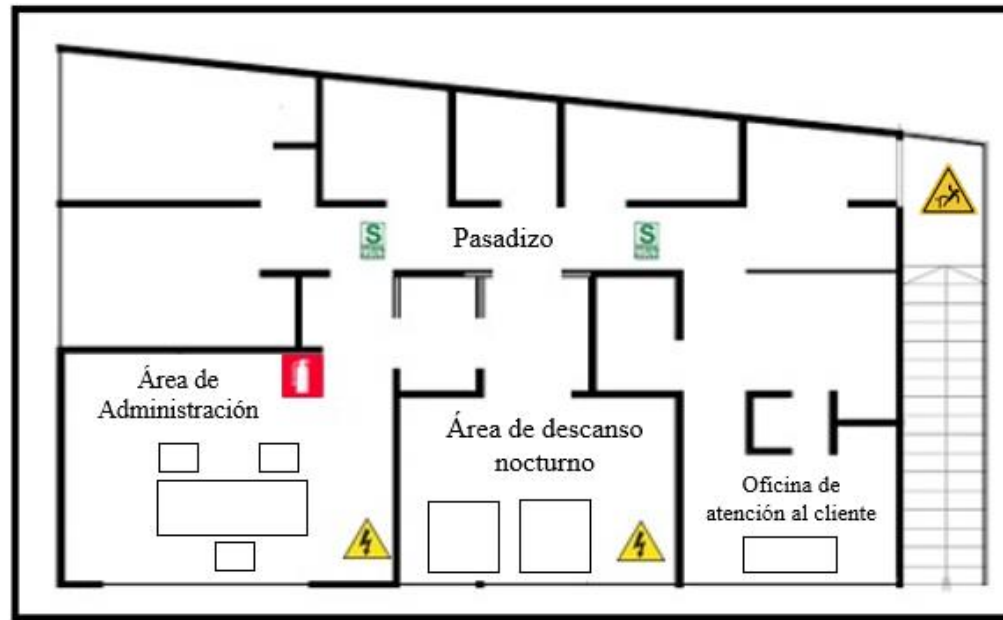 S
S
Pasadizo
Área de
Administración
Área de descanso
nocturno
Oficina de
atención al cliente